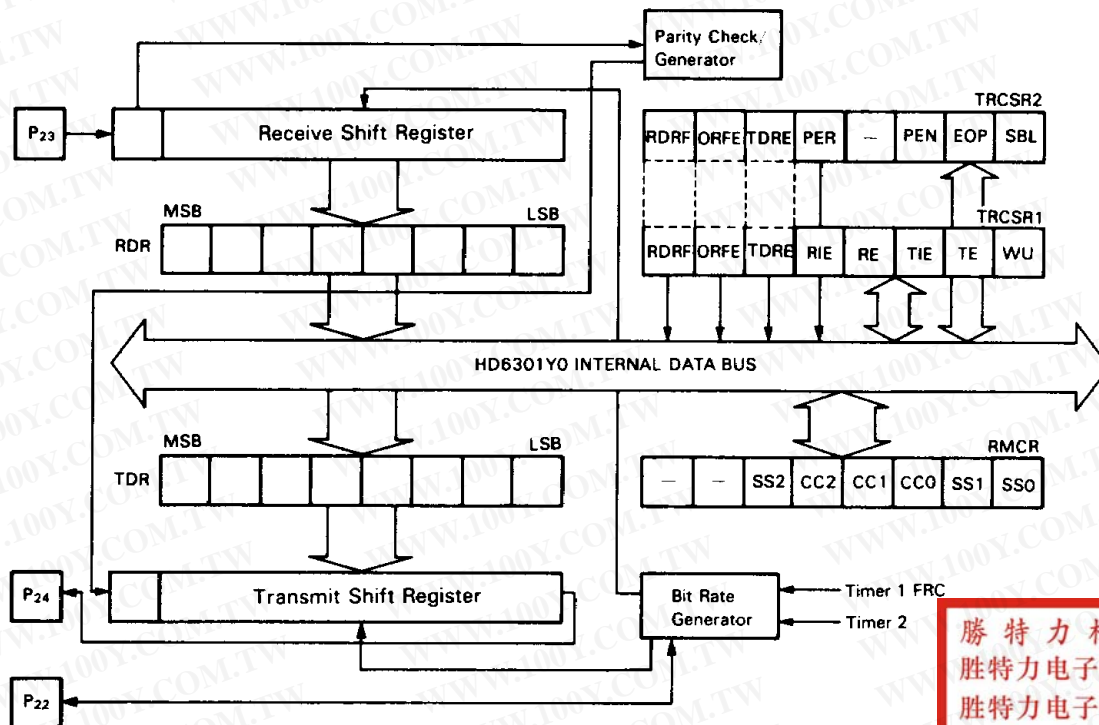 Parity Check/
Generator
TRCSR2
P23
Receive Shift Register
RDRF ORFE TDRE PER — PEN EOP SBL
MSB LSB
TRCSR1
RDR
RDRF ORFE TDRE RIE RE TIE TE WU
HD6301Y0 INTERNAL DATA BUS
MSB LSB
RMCR
TDR
— — SS2 CC2 CC1 CC0 SS1 SS0
P24
Transmit Shift Register
Bit Rate
Generator
Timer 1 FRC
Timer 2
P22
勝特力
胜特力电子
胜特力电子
WWW.100Y.COM.TW